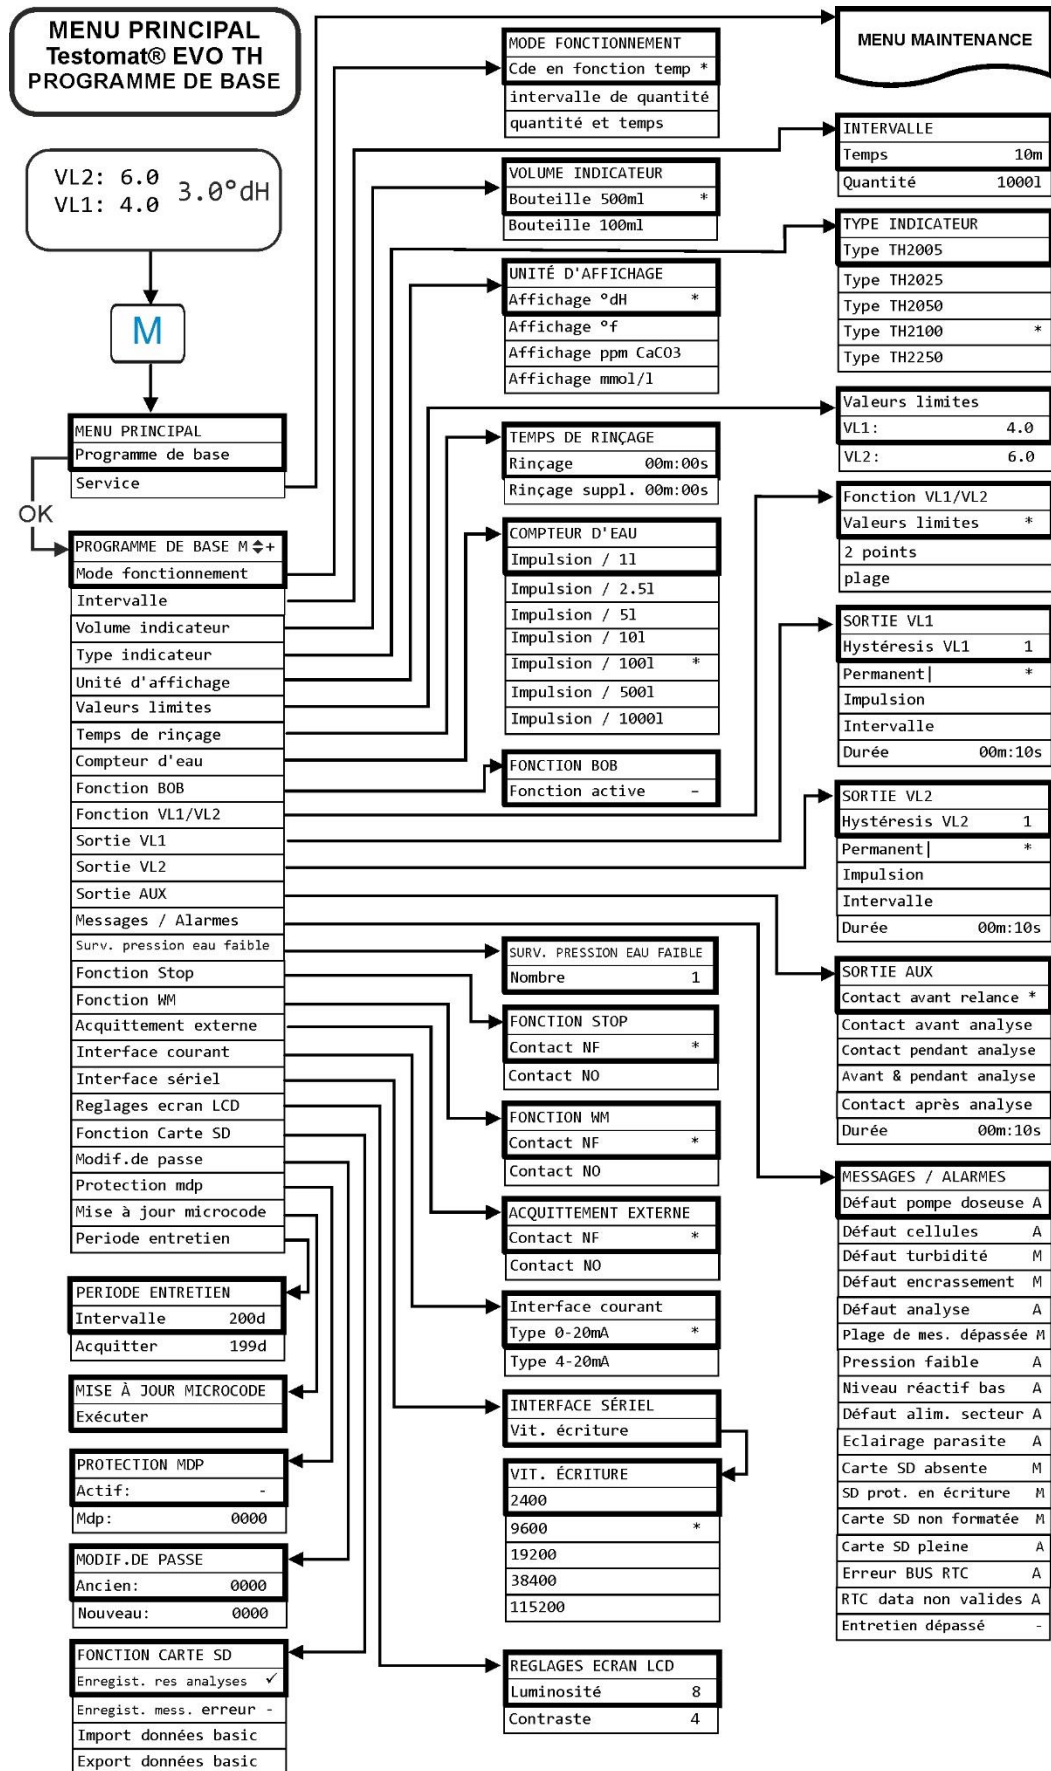 MENU PRINCIPAL
Testomat® EVO TH
PROGRAMME DE BASE
VL2: 6.0
VL1: 4.0
3.0°dH
M
MENU PRINCIPAL
Programme de base
Service
OK
PROGRAMME DE BASE M +
Mode fonctionnement
Intervalle
Volume indicateur
Type indicateur
Unité d'affichage
Valeurs limites
Temps de rinçage
Compteur d'eau
Fonction BOB
Fonction VL1/VL2
Sortie VL1
Sortie VL2
Sortie AUX
Messages / Alarmes
Surv. pression eau faible
Fonction Stop
Fonction WM
Acquittement externe
Interface courant
Interface sériel
Reglages ecran LCD
Fonction Carte SD
Modif.de passe
Protection mdp
Mise à jour microcode
Periode entretien
PERIODE ENTRETIEN
Intervalle 200d
Acquitter 199d
MISE À JOUR MICROCODE
Exécuter
PROTECTION MDP
Actif: -
Mdp: 0000
MODIF.DE PASSE
Ancien: 0000
Nouveau: 0000
FONCTION CARTE SD
Enregist. res analyses ✓
Enregist. mess. erreur -
Import données basic
Export données basic
MODE FONCTIONNEMENT
Cde en fonction temp *
intervalle de quantité
quantité et temps
VOLUME INDICATEUR
Bouteille 500ml *
Bouteille 100ml
UNITÉ D'AFFICHAGE
Affichage °dH *
Affichage °f
Affichage ppm CaCO3
Affichage mmol/l
TEMPS DE RINÇAGE
Rinçage 00m:00s
Rinçage suppl. 00m:00s
COMPTEUR D'EAU
Impulsion / 1l
Impulsion / 2.5l
Impulsion / 5l
Impulsion / 10l
Impulsion / 100l *
Impulsion / 500l
Impulsion / 1000l
FONCTION BOB
Fonction active -
SURV. PRESSION EAU FAIBLE
Nombre 1
FONCTION STOP
Contact NF *
Contact NO
FONCTION WM
Contact NF *
Contact NO
ACQUITTEMENT EXTERNE
Contact NF *
Contact NO
Interface courant
Type 0-20mA *
Type 4-20mA
INTERFACE SÉRIEL
Vit. écriture
VIT. ÉCRITURE
2400
9600 *
19200
38400
115200
REGLAGES ECRAN LCD
Luminosité 8
Contraste 4
MENU MAINTENANCE
INTERVALLE
Temps 10m
Quantité 1000l
TYPE INDICATEUR
Type TH2005
Type TH2025
Type TH2050
Type TH2100 *
Type TH2250
Valeurs limites
VL1: 4.0
VL2: 6.0
Fonction VL1/VL2
Valeurs limites *
2 points
plage
SORTIE VL1
Hystéresis VL1 1
Permanent| *
Impulsion
Intervalle
Durée 00m:10s
SORTIE VL2
Hystéresis VL2 1
Permanent| *
Impulsion
Intervalle
Durée 00m:10s
SORTIE AUX
Contact avant relance *
Contact avant analyse
Contact pendant analyse
Avant & pendant analyse
Contact après analyse
Durée 00m:10s
MESSAGES / ALARMES
Défaut pompe doseuse A
Défaut cellules A
Défaut turbidité M
Défaut encrassement M
Défaut analyse A
Plage de mes. dépassée M
Pression faible A
Niveau réactif bas A
Défaut alim. secteur A
Eclairage parasite A
Carte SD absente M
SD prot. en écriture M
Carte SD non formatée M
Carte SD pleine A
Erreur BUS RTC A
RTC data non valides A
Entretien dépassé -